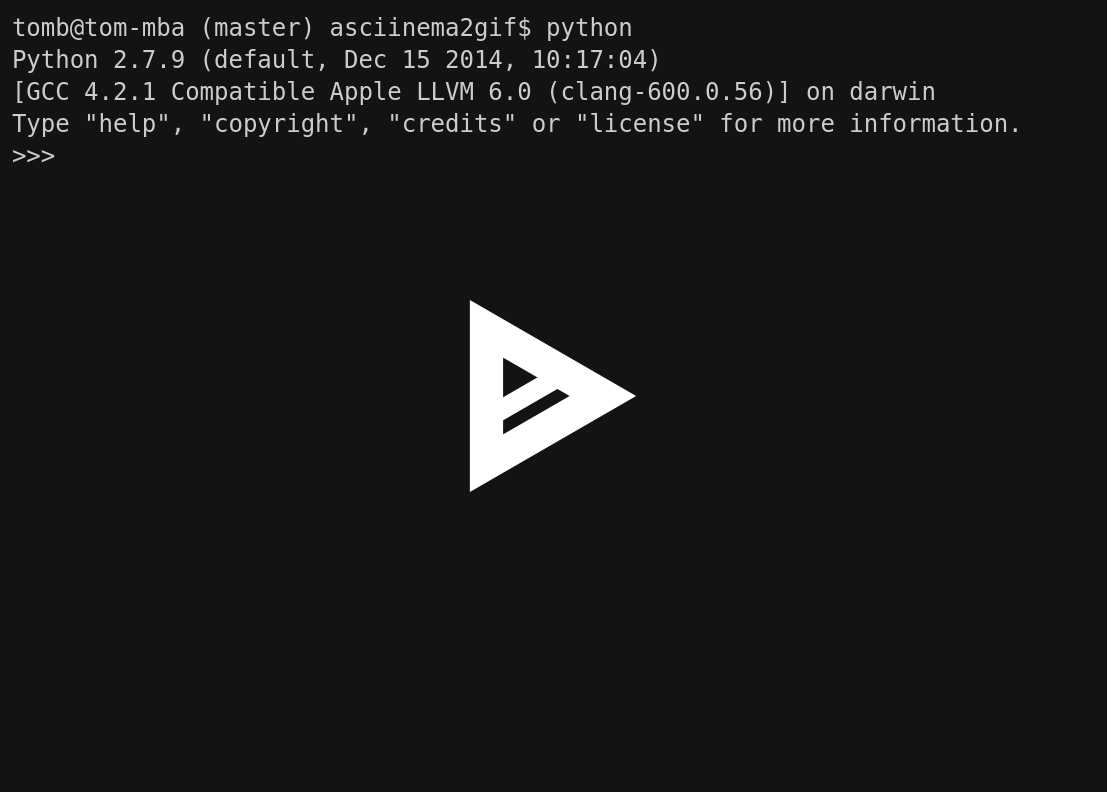 tomb@tom-mba (master) asciinema2gif$ python
Python 2.7.9 (default, Dec 15 2014, 10:17:04)
[GCC 4.2.1 Compatible Apple LLVM 6.0 (clang-600.0.56)] on darwin
Type "help", "copyright", "credits" or "license" for more information.
>>>